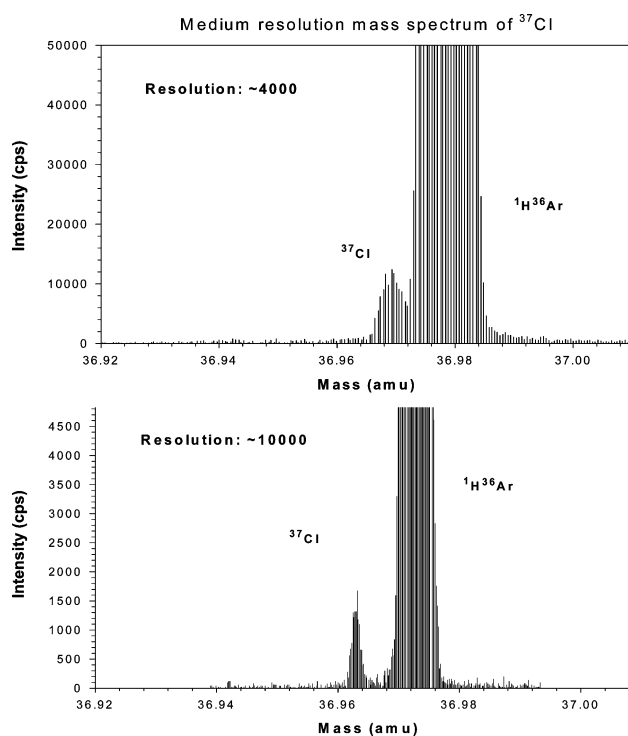 Medium resolution mass spectrum of ³⁷Cl
50000
40000
30000
20000
10000
0
Intensity (cps)
Resolution: ~4000
³⁷Cl
¹H³⁶Ar
36.92
36.94
36.96
36.98
37.00
Mass (amu)
4500
4000
3500
3000
2500
2000
1500
1000
500
0
Intensity (cps)
Resolution: ~10000
³⁷Cl
¹H³⁶Ar
36.92
36.94
36.96
36.98
37.00
Mass (amu)